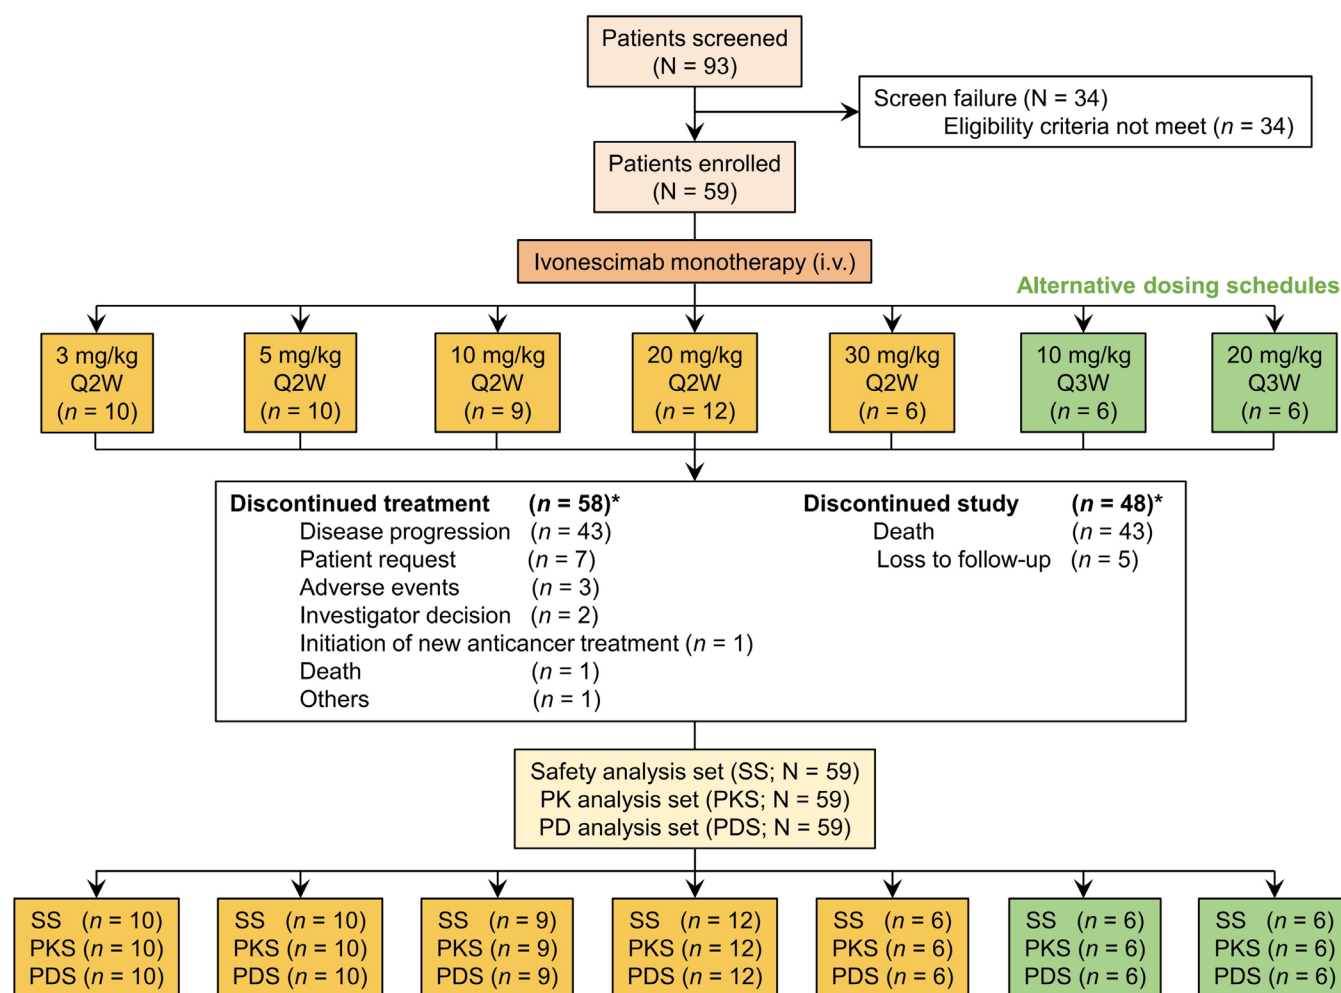 Patients screened
(N = 93)
Screen failure (N = 34)
Eligibility criteria not meet (n = 34)
Patients enrolled
(N = 59)
Ivonescimab monotherapy (i.v.)
Alternative dosing schedules
3 mg/kg
Q2W
(n = 10)
5 mg/kg
Q2W
(n = 10)
10 mg/kg
Q2W
(n = 9)
20 mg/kg
Q2W
(n = 12)
30 mg/kg
Q2W
(n = 6)
10 mg/kg
Q3W
(n = 6)
20 mg/kg
Q3W
(n = 6)
Discontinued treatment (n = 58)*
Disease progression (n = 43)
Patient request (n = 7)
Adverse events (n = 3)
Investigator decision (n = 2)
Initiation of new anticancer treatment (n = 1)
Death (n = 1)
Others (n = 1)
Discontinued study (n = 48)*
Death (n = 43)
Loss to follow-up (n = 5)
Safety analysis set (SS; N = 59)
PK analysis set (PKS; N = 59)
PD analysis set (PDS; N = 59)
SS (n = 10)
PKS (n = 10)
PDS (n = 10)
SS (n = 10)
PKS (n = 10)
PDS (n = 10)
SS (n = 9)
PKS (n = 9)
PDS (n = 9)
SS (n = 12)
PKS (n = 12)
PDS (n = 12)
SS (n = 6)
PKS (n = 6)
PDS (n = 6)
SS (n = 6)
PKS (n = 6)
PDS (n = 6)
SS (n = 6)
PKS (n = 6)
PDS (n = 6)